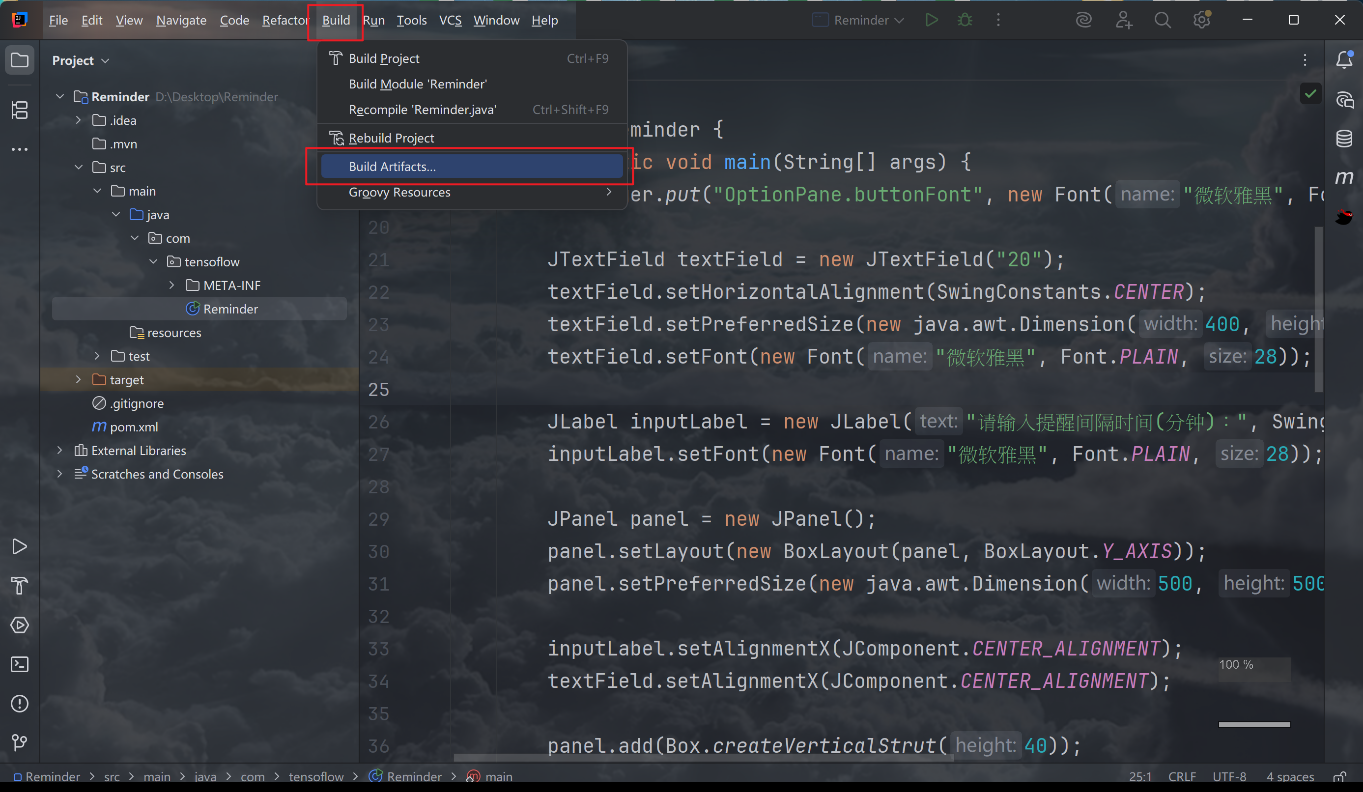 File Edit View Navigate Code Refactor Build Run Tools VCS Window Help Reminder
Project
Reminder D:\Desktop\Reminder
.idea
.mvn
src
main
java
com
tensoflow
META-INF
Reminder
resources
test
target
.gitignore
pom.xml
External Libraries
Scratches and Consoles
Build Project Ctrl+F9
Build Module 'Reminder'
Recompile 'Reminder.java' Ctrl+Shift+F9
Rebuild Project
Build Artifacts...
Groovy Resources
minder {
ic void main(String[] args) {
er.put("OptionPane.buttonFont", new Font( name: "微软雅黑", Fo
20
21 JTextField textField = new JTextField("20");
22 textField.setHorizontalAlignment(SwingConstants.CENTER);
23 textField.setPreferredSize(new java.awt.Dimension( width: 400, height
24 textField.setFont(new Font( name: "微软雅黑", Font.PLAIN, size: 28));
25
26 JLabel inputLabel = new JLabel( text: "请输入提醒间隔时间(分钟)：", Swing
27 inputLabel.setFont(new Font( name: "微软雅黑", Font.PLAIN, size: 28));
28
29 JPanel panel = new JPanel();
30 panel.setLayout(new BoxLayout(panel, BoxLayout.Y_AXIS));
31 panel.setPreferredSize(new java.awt.Dimension( width: 500, height: 500
32
33 inputLabel.setAlignmentX(JComponent.CENTER_ALIGNMENT);
34 textField.setAlignmentX(JComponent.CENTER_ALIGNMENT);
35
36 panel.add(Box.createVerticalStrut( height: 40));
100 %
Reminder > src > main > java > com > tensoflow > Reminder > main 25:1 CRLF UTF-8 4 spaces